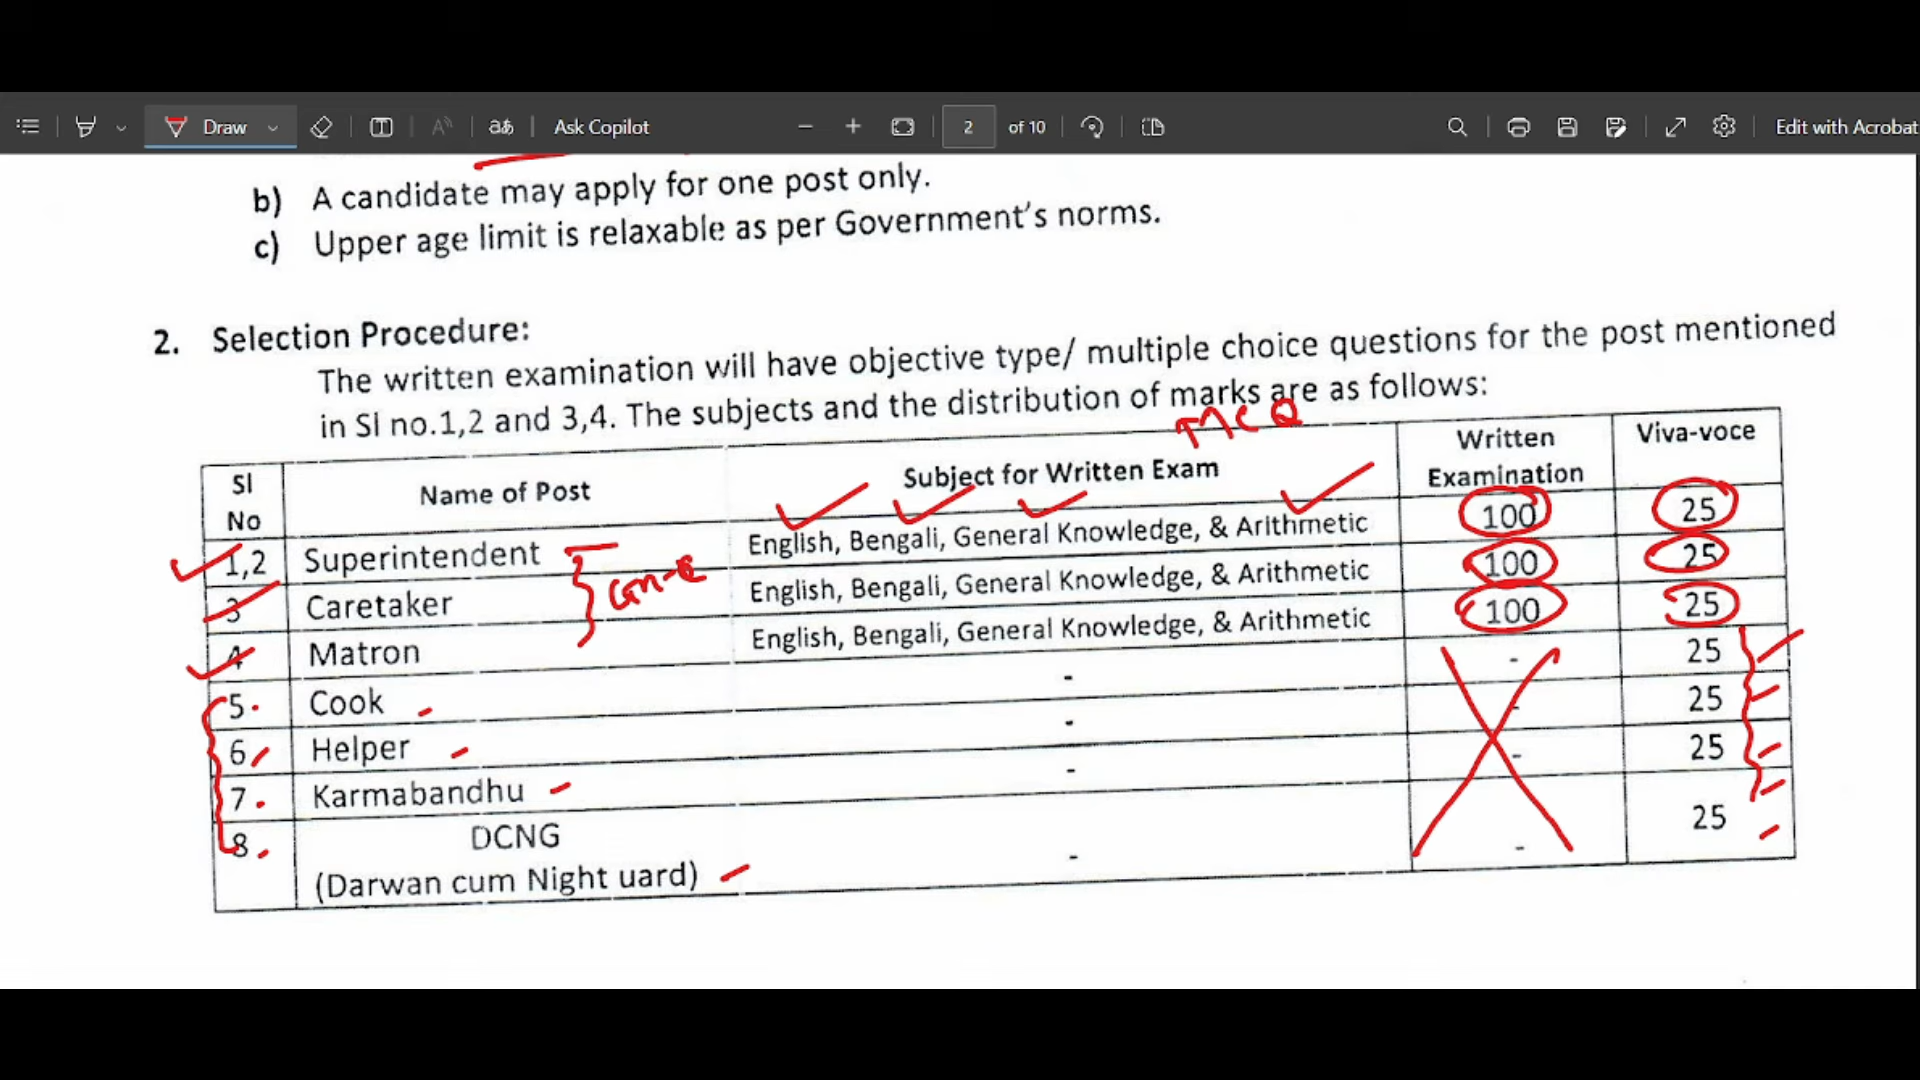 Draw
aあ
Ask Copilot
2 of 10
Edit with Acrobat
b) A candidate may apply for one post only.
c) Upper age limit is relaxable as per Government's norms.
2. Selection Procedure:
The written examination will have objective type/ multiple choice questions for the post mentioned
in Sl no.1,2 and 3,4. The subjects and the distribution of marks are as follows:
MCQ
Sl No Name of Post Subject for Written Exam Written Examination Viva-voce
1,2 Superintendent English, Bengali, General Knowledge, & Arithmetic 100 25
3 Caretaker English, Bengali, General Knowledge, & Arithmetic 100 25
4 Matron English, Bengali, General Knowledge, & Arithmetic 100 25
5 Cook - - 25
6 Helper - - 25
7 Karmabandhu - - 25
8 DCNG - - 25
(Darwan cum Night uard)